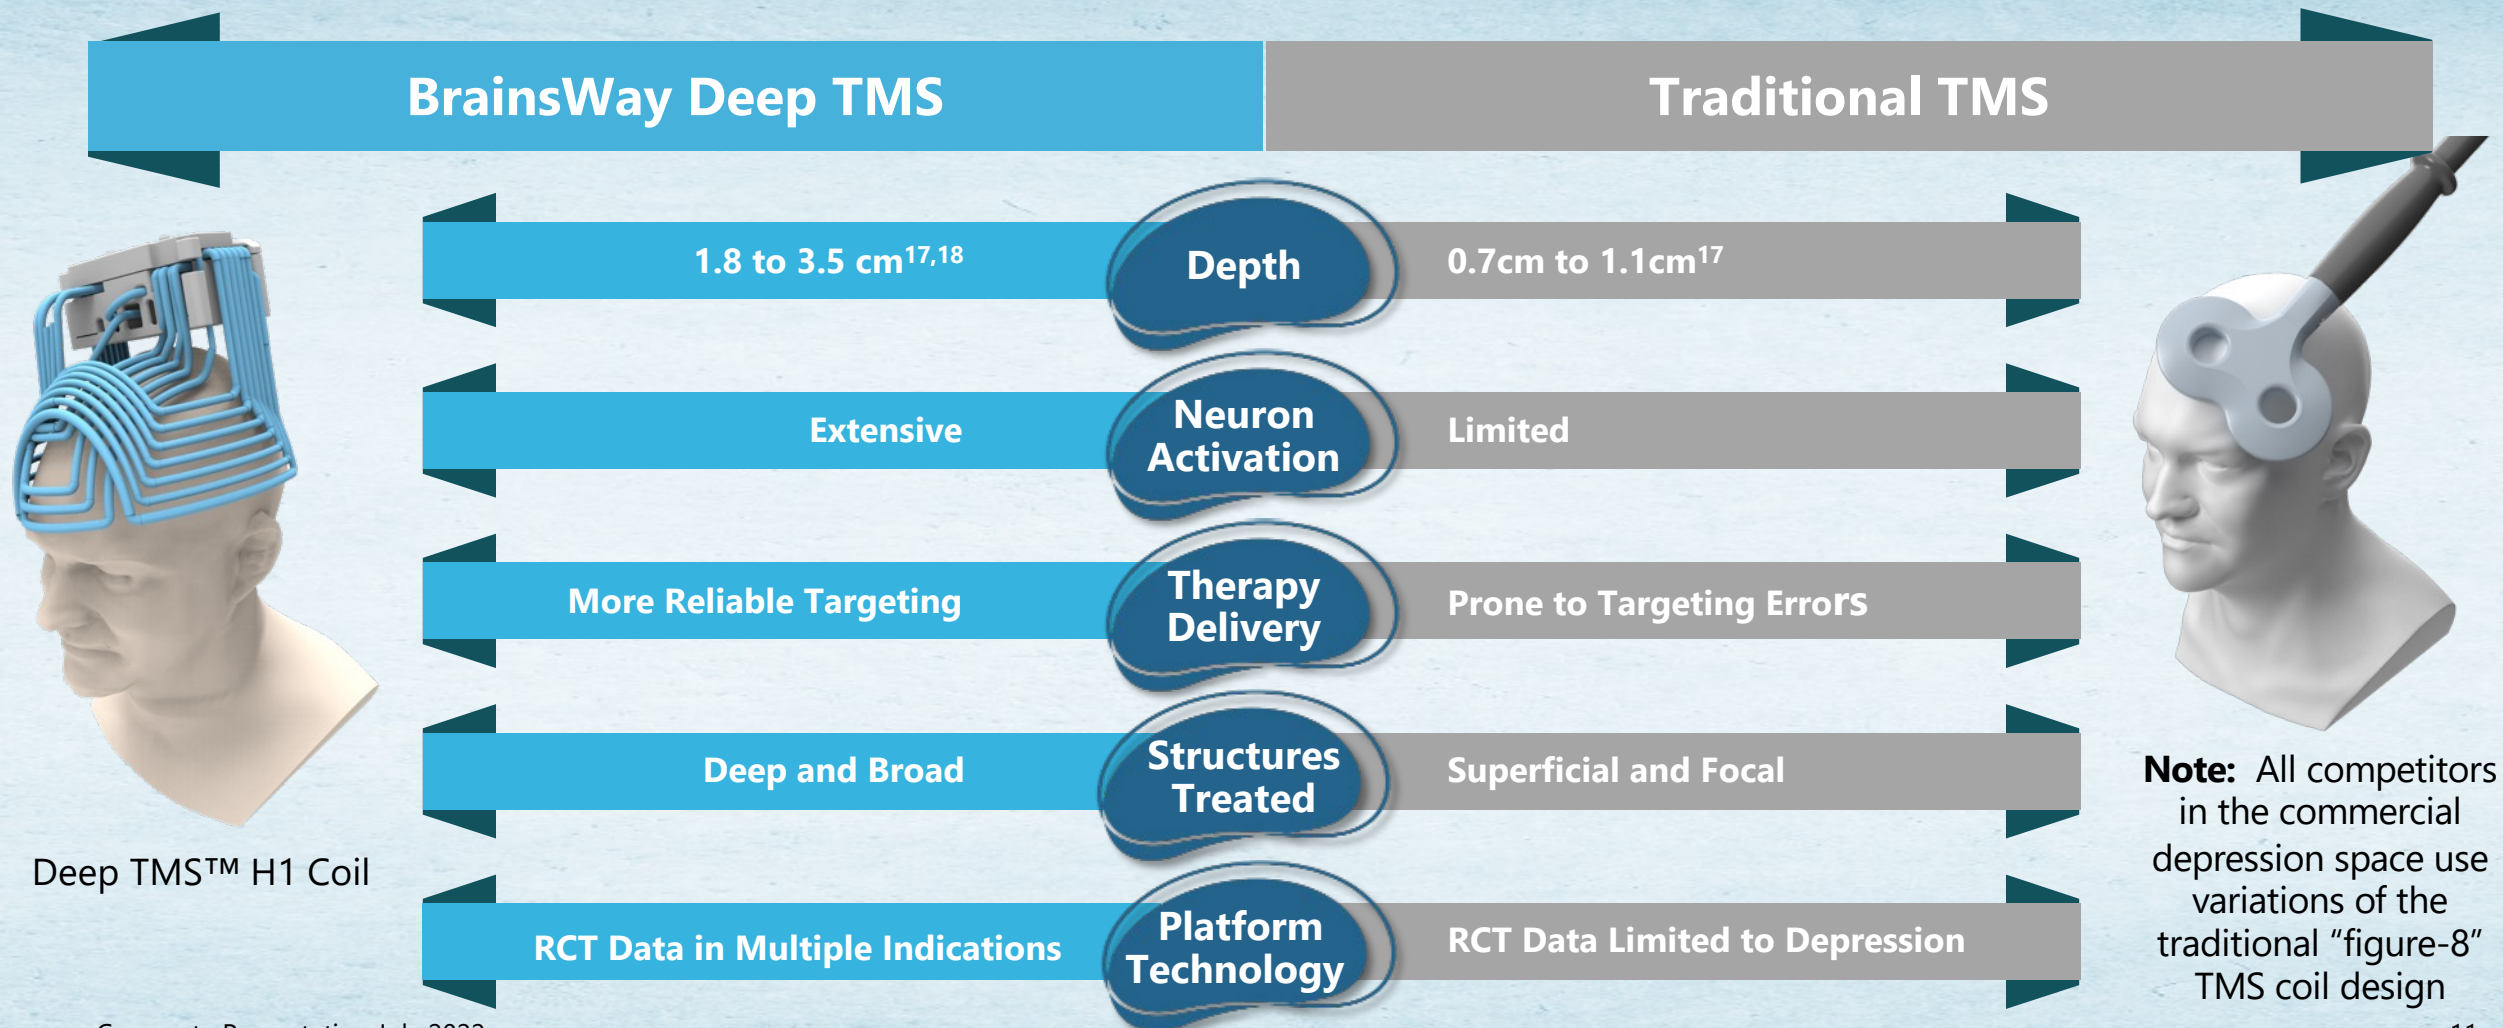 BrainsWay Deep TMS
Traditional TMS
1.8 to 3.5 cm17,18
Depth
0.7cm to 1.1cm17
Extensive
Neuron
Activation
Limited
More Reliable Targeting
Therapy
Delivery
Prone to Targeting Errors
Deep and Broad
Structures
Treated
Superficial and Focal
RCT Data in Multiple Indications
Platform
Technology
RCT Data Limited to Depression
Deep TMS™ H1 Coil
Note: All competitors
in the commercial
depression space use
variations of the
traditional “figure-8”
TMS coil design